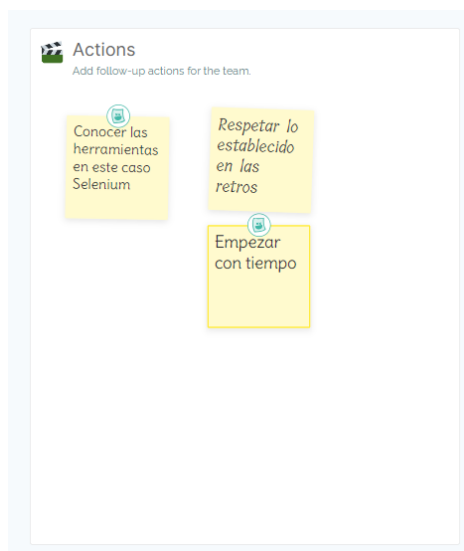 Actions
Add follow-up actions for the team.
Conocer las
herramientas
en este caso
Selenium
Respetar lo
establecido
en las
retros
Empezar
con tiempo